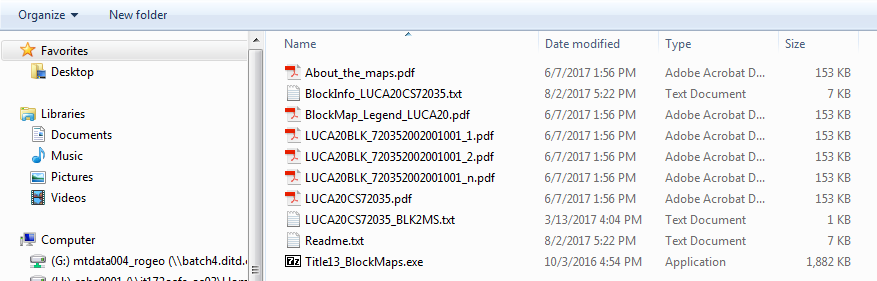 Organize New folder
Favorites
Desktop
Libraries
Documents
Music
Pictures
Videos
Computer
(G:) mtdata004_rogeo (\\batch4.ditd.
Name Date modified Type Size
About_the_maps.pdf 6/7/2017 1:56 PM Adobe Acrobat D... 153 KB
BlockInfo_LUCA20CS72035.txt 8/2/2017 5:22 PM Text Document 7 KB
BlockMap_Legend_LUCA20.pdf 6/7/2017 1:56 PM Adobe Acrobat D... 153 KB
LUCA20BLK_720352002001001_1.pdf 6/7/2017 1:56 PM Adobe Acrobat D... 153 KB
LUCA20BLK_720352002001001_2.pdf 6/7/2017 1:56 PM Adobe Acrobat D... 153 KB
LUCA20BLK_720352002001001_n.pdf 6/7/2017 1:56 PM Adobe Acrobat D... 153 KB
LUCA20CS72035.pdf 6/7/2017 1:56 PM Adobe Acrobat D... 153 KB
LUCA20CS72035_BLK2MS.txt 3/13/2017 4:04 PM Text Document 1 KB
Readme.txt 8/2/2017 5:22 PM Text Document 7 KB
Title13_BlockMaps.exe 10/3/2016 4:54 PM Application 1,882 KB